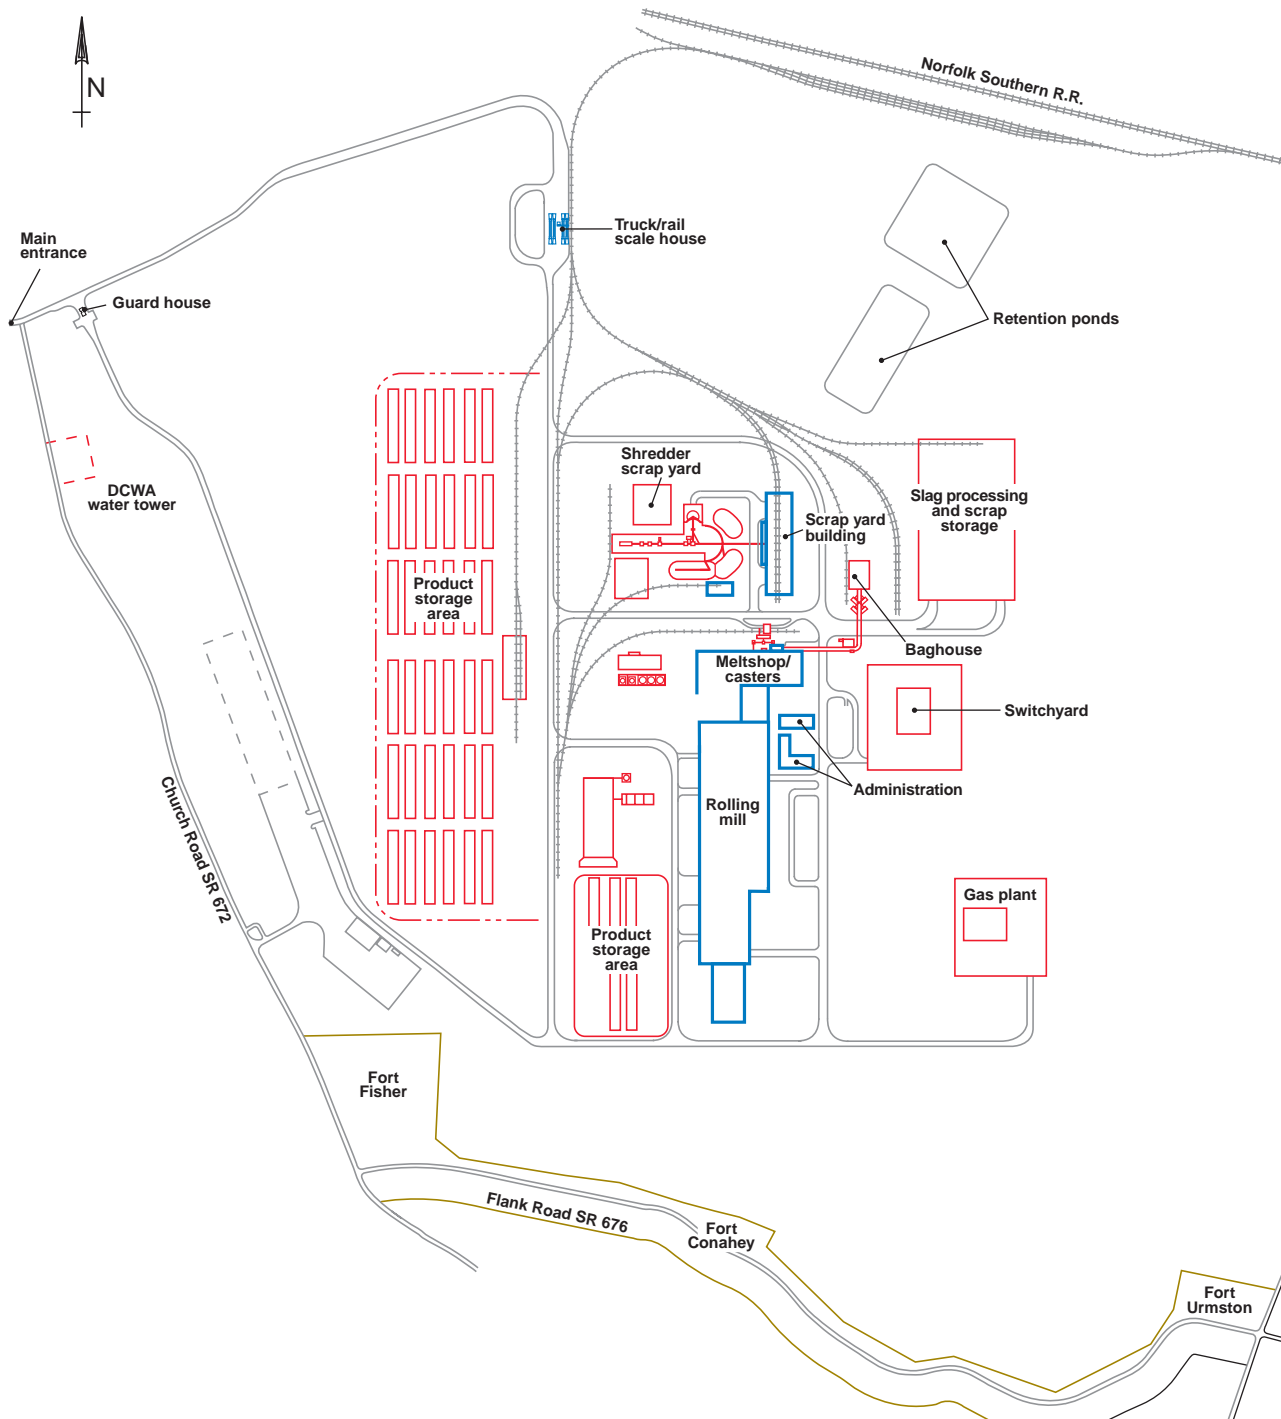 Norfolk Southern R.R.
N
Main
entrance
Truck/rail
scale house
Guard house
Retention ponds
Shredder
scrap yard
DCWA
water tower
Scrap yard
building
Slag processing
and scrap
storage
Product
storage
area
Baghouse
Meltshop/
casters
Switchyard
Administration
Rolling
mill
Church Road SR 672
Gas plant
Product
storage
area
Fort
Fisher
Flank Road SR 676
Fort
Conahey
Fort
Urmston